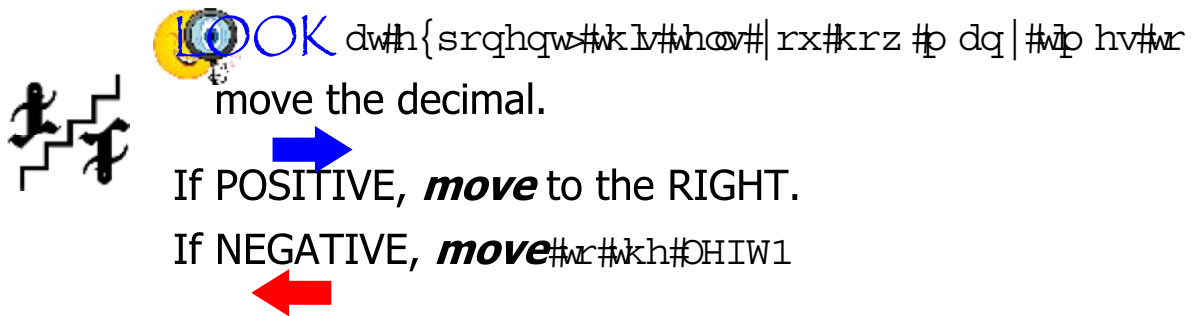 LOOK dw#h{srqhqw>#wklv#whoov#|rx#krz #p dq|#wlp hv#wr
move the decimal.
If POSITIVE, move to the RIGHT.
If NEGATIVE, move#wr#wkh#OHIW1